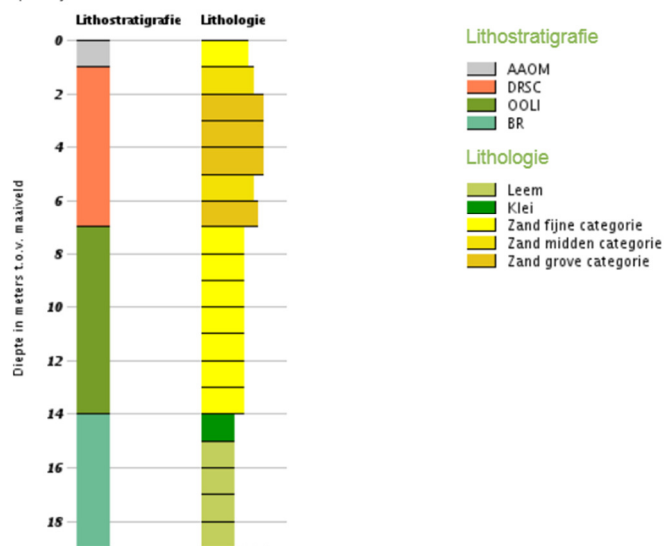 Lithostratigrafie Lithologie
Diepte in meters t.o.v. maaiveld
0
2
4
6
8
10
12
14
16
18
Lithostratigrafie
AAOM
DRSC
OOLI
BR
Lithologie
Leem
Klei
Zand fijne categorie
Zand midden categorie
Zand grove categorie